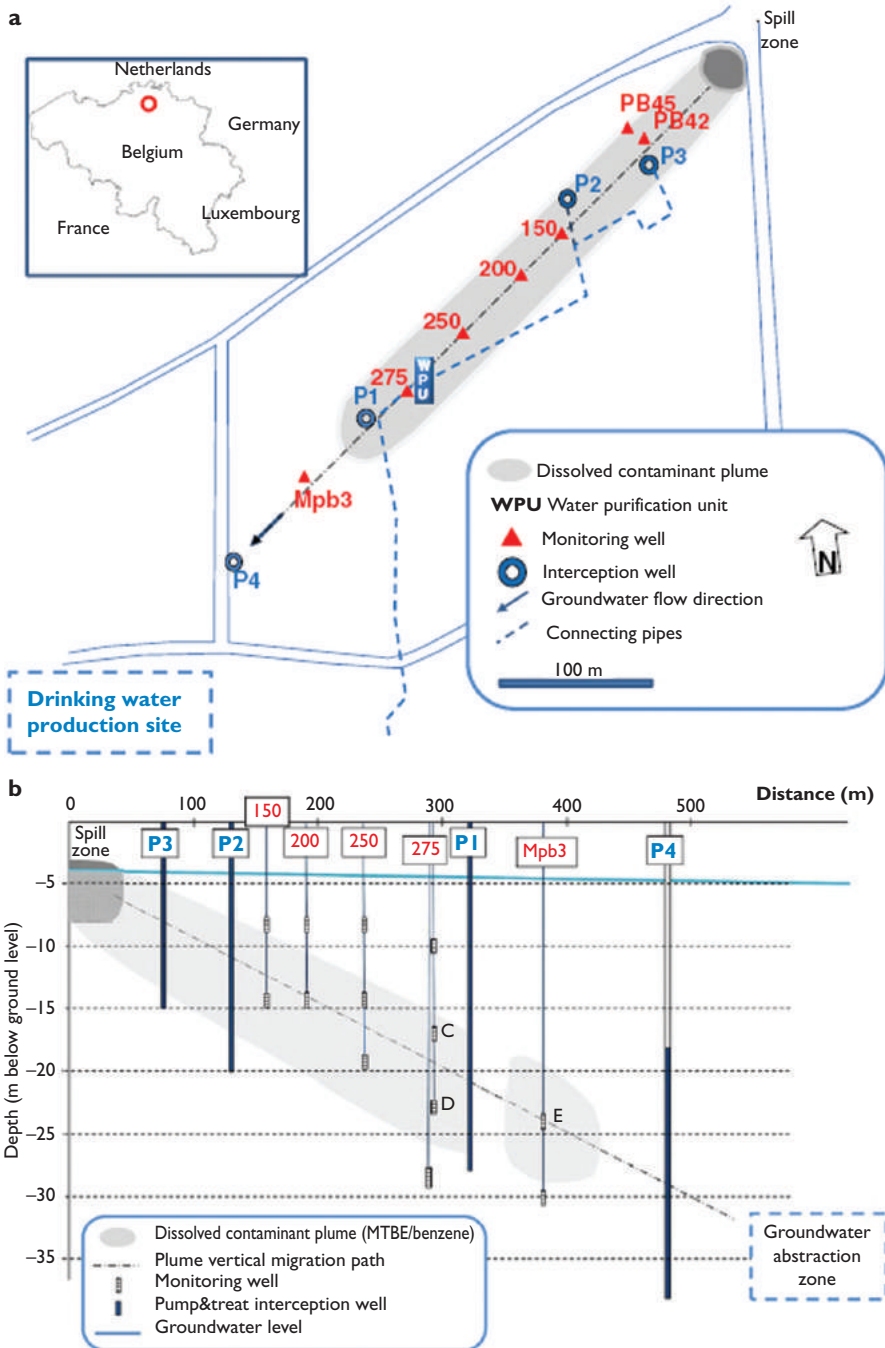 a
Spill
zone
Netherlands
Germany
Belgium
Luxembourg
France
PB45
PB42
P3
P2
150
200
250
275
WPU
P1
Mpb3
P4
Dissolved contaminant plume
WPU Water purification unit
Monitoring well
Interception well
Groundwater flow direction
Connecting pipes
N
100 m
Drinking water
production site
b
0 100 200 300 400 500 Distance (m)
Spill
zone
P3
P2
150
200
250
275
P1
Mpb3
P4
–5
–10
–15
–20
–25
–30
–35
Depth (m below ground level)
C
D
E
Dissolved contaminant plume (MTBE/benzene)
Plume vertical migration path
Monitoring well
Pump&treat interception well
Groundwater level
Groundwater
abstraction
zone